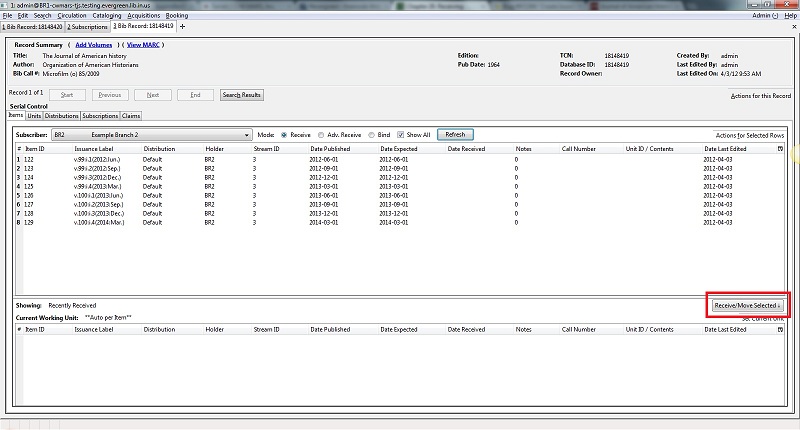 1: admin@BR1-cwmars-tjs.testing.evergreen.lib.in.us
File Edit Search Circulation Cataloging Acquisitions Booking Admin (-) Help
1 Bib Record: 18148420 2 Subscriptions 3 Bib Record: 18148419
Record Summary ( Add Volumes ) ( View MARC )
Title: The Journal of American history Edition: TCN: 18148419 Created By: admin
Author: Organization of American Historians Pub Date: 1964 Database ID: 18148419 Last Edited By: admin
Bib Call #: Microfilm (o) 85/2009 Record Owner: Last Edited On: 4/3/12 9:53 AM
Record 1 of 1 Start Previous Next End Search Results Actions for this Record
Serial Control
Items Units Distributions Subscriptions Claims
Subscriber: BR2 Example Branch 2 Mode: Receive Adv. Receive Bind Show All Refresh Actions for Selected Rows
# Item ID Issuance Label Distribution Holder Stream ID Date Published Date Expected Date Received Notes Call Number Unit ID / Contents Date Last Edited
1 122 v.99:i.1(2012:Jun.) Default BR2 3 2012-06-01 2012-06-01 0 2012-04-03
2 123 v.99:i.2(2012:Sep.) Default BR2 3 2012-09-01 2012-09-01 0 2012-04-03
3 124 v.99:i.3(2012:Dec.) Default BR2 3 2012-12-01 2012-12-01 0 2012-04-03
4 125 v.99:i.4(2013:Mar.) Default BR2 3 2013-03-01 2013-03-01 0 2012-04-03
5 126 v.100:i.1(2013:Jun.) Default BR2 3 2013-06-01 2013-06-01 0 2012-04-03
6 127 v.100:i.2(2013:Sep.) Default BR2 3 2013-09-01 2013-09-01 0 2012-04-03
7 128 v.100:i.3(2013:Dec.) Default BR2 3 2013-12-01 2013-12-01 0 2012-04-03
8 129 v.100:i.4(2014:Mar.) Default BR2 3 2014-03-01 2014-03-01 0 2012-04-03
Showing: Recently Received Receive/Move Selected ↓
Current Working Unit: **Auto per Item** Set Current Unit
# Item ID Issuance Label Distribution Holder Stream ID Date Published Date Expected Date Received Notes Call Number Unit ID / Contents Date Last Edited